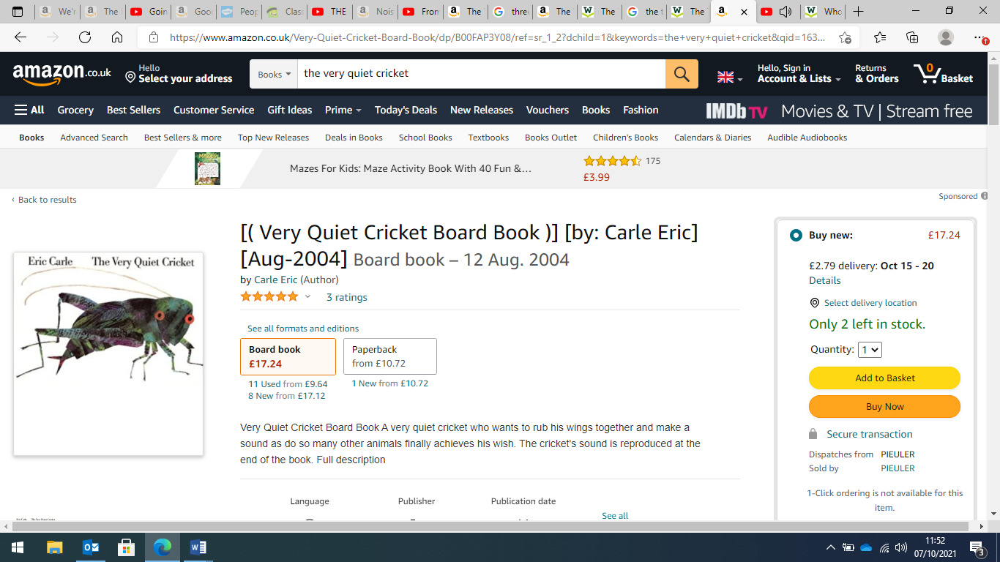 We'r
The
Goin
Good
Peop
Class
THE
Nois
Fron
The
three
The
The
the t
The
Who
https://www.amazon.co.uk/Very-Quiet-Cricket-Board-Book/dp/B00FAP3Y08/ref=sr_1_2?dchild=1&keywords=the+very+quiet+cricket&qid=163...
amazon.co.uk
Hello
Select your address
Books
the very quiet cricket
Hello, Sign in
Account & Lists
Returns
& Orders
0
Basket
All Grocery Best Sellers Customer Service Gift Ideas Prime Today's Deals New Releases Vouchers Books Fashion
IMDb TV Movies & TV | Stream free
Books Advanced Search Best Sellers & more Top New Releases Deals in Books School Books Textbooks Books Outlet Children's Books Calendars & Diaries Audible Audiobooks
MAZES
Mazes For Kids: Maze Activity Book With 40 Fun &…
175
£3.99
‹ Back to results
Sponsored
Eric Carle The Very Quiet Cricket
[( Very Quiet Cricket Board Book )] [by: Carle Eric]
[Aug-2004] Board book – 12 Aug. 2004
by Carle Eric (Author)
3 ratings
See all formats and editions
Board book
£17.24
Paperback
from £10.72
11 Used from £9.64
8 New from £17.12
1 New from £10.72
Very Quiet Cricket Board Book A very quiet cricket who wants to rub his wings together and make a
sound as do so many other animals finally achieves his wish. The cricket's sound is reproduced at the
end of the book. Full description
Language Publisher Publication date
See all
Buy new: £17.24
£2.79 delivery: Oct 15 - 20
Details
Select delivery location
Only 2 left in stock.
Quantity: 1
Add to Basket
Buy Now
Secure transaction
Dispatches from PIEULER
Sold by PIEULER
1-Click ordering is not available for this
item.
11:52
07/10/2021
3